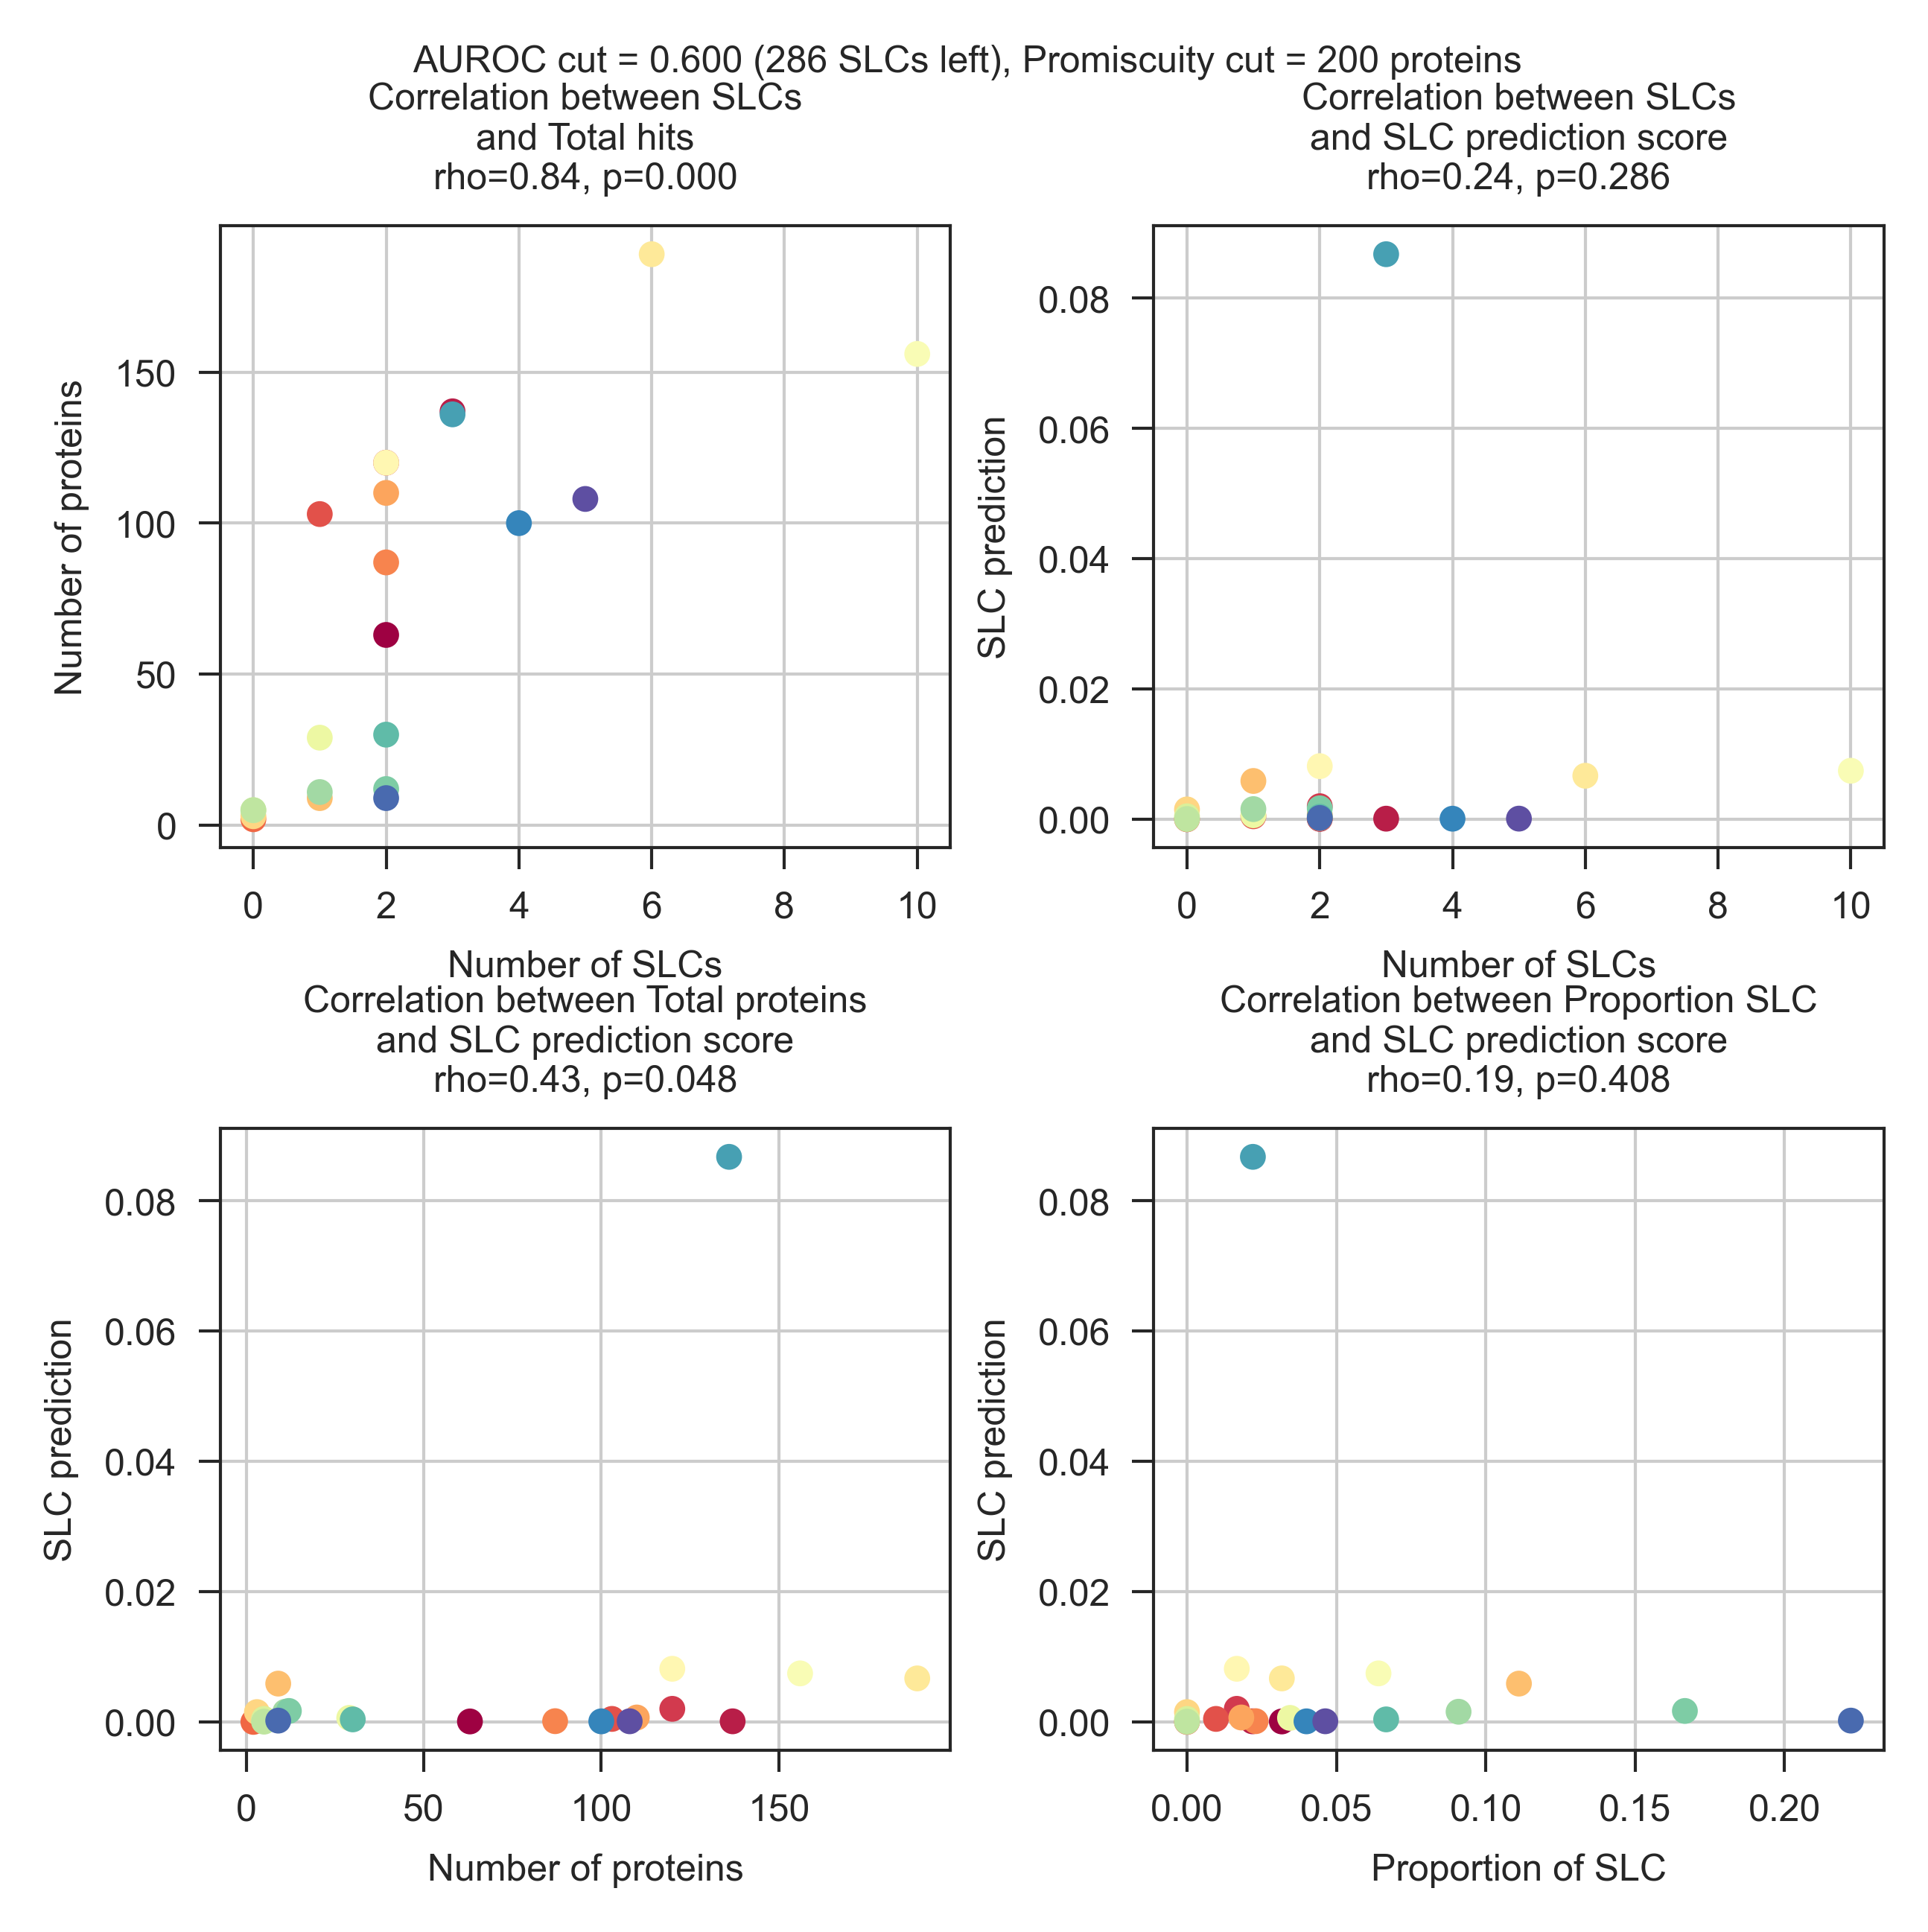 AUROC cut = 0.600 (286 SLCs left), Promiscuity cut = 200 proteins
Correlation between SLCs
and Total hits
rho=0.84, p=0.000
Number of proteins
150
100
50
0
0 2 4 6 8 10
Number of SLCs
Correlation between SLCs
and SLC prediction score
rho=0.24, p=0.286
SLC prediction
0.08
0.06
0.04
0.02
0.00
0 2 4 6 8 10
Number of SLCs
Correlation between Total proteins
and SLC prediction score
rho=0.43, p=0.048
SLC prediction
0.08
0.06
0.04
0.02
0.00
0 50 100 150
Number of proteins
Correlation between Proportion SLC
and SLC prediction score
rho=0.19, p=0.408
SLC prediction
0.08
0.06
0.04
0.02
0.00
0.00 0.05 0.10 0.15 0.20
Proportion of SLC